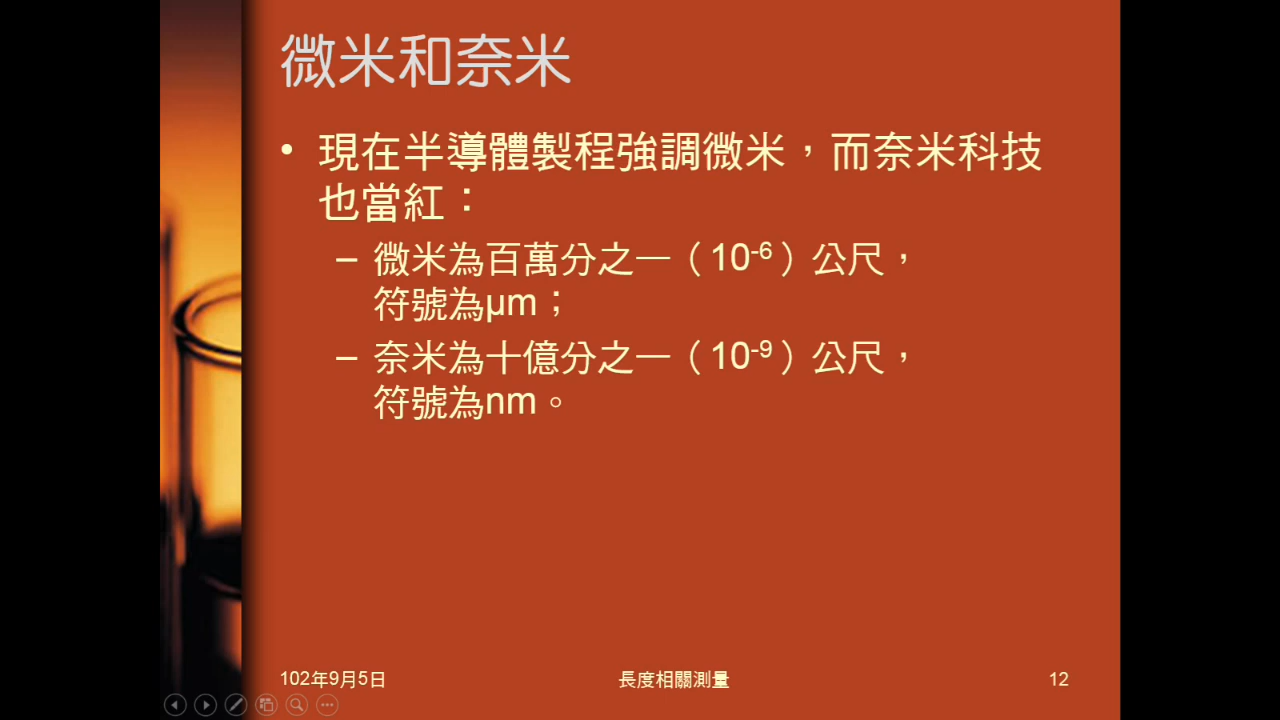 微米和奈米
• 現在半導體製程強調微米，而奈米科技
也當紅：
– 微米為百萬分之一（10⁻⁶）公尺，
符號為μm；
– 奈米為十億分之一（10⁻⁹）公尺，
符號為nm。
102年9月5日
長度相關測量
12